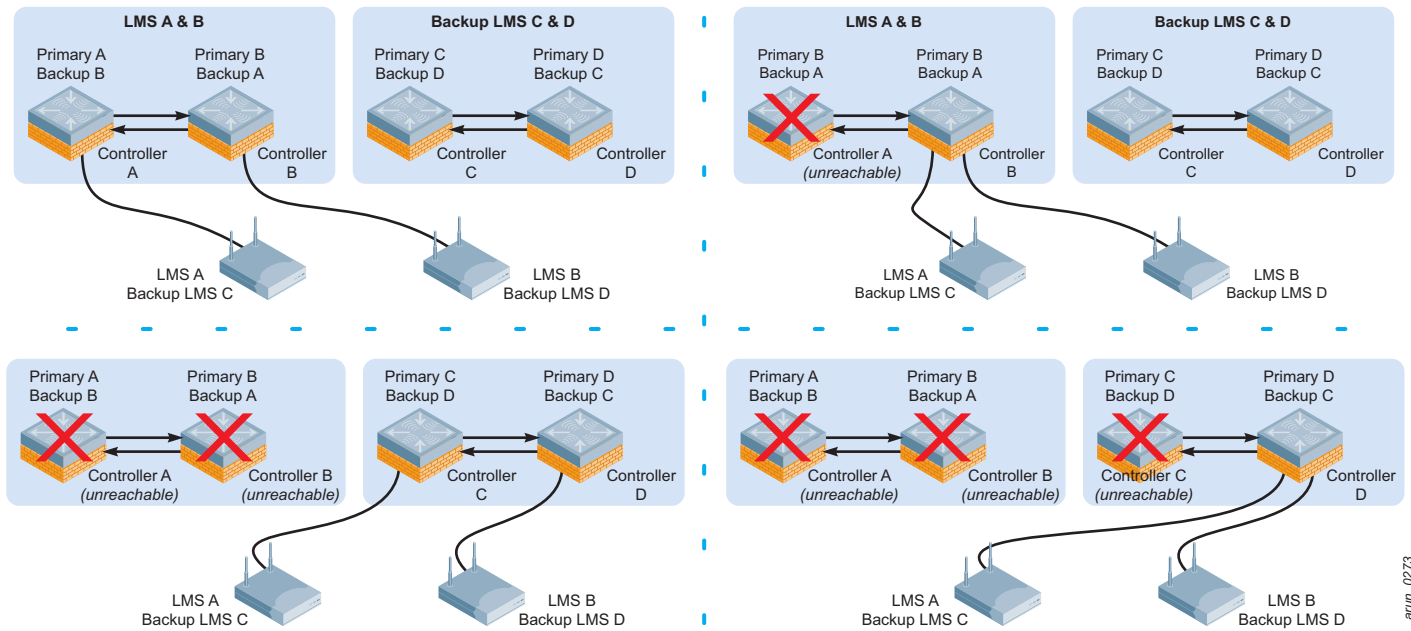 LMS A & B
Backup LMS C & D
Primary A
Backup B
Primary B
Backup A
Primary C
Backup D
Primary D
Backup C
Controller
A
Controller
B
Controller
C
Controller
D
LMS A
Backup LMS C
LMS B
Backup LMS D
LMS A & B
Backup LMS C & D
Primary B
Backup A
Primary B
Backup A
Primary C
Backup D
Primary D
Backup C
Controller A
(unreachable)
Controller
B
Controller
C
Controller
D
LMS A
Backup LMS C
LMS B
Backup LMS D
Primary A
Backup B
Primary B
Backup A
Primary C
Backup D
Primary D
Backup C
Controller A
(unreachable)
Controller B
(unreachable)
Controller
C
Controller
D
LMS A
Backup LMS C
LMS B
Backup LMS D
Primary A
Backup B
Primary B
Backup A
Primary C
Backup D
Primary D
Backup C
Controller A
(unreachable)
Controller B
(unreachable)
Controller C
(unreachable)
Controller
D
LMS A
Backup LMS C
LMS B
Backup LMS D
arun_0273